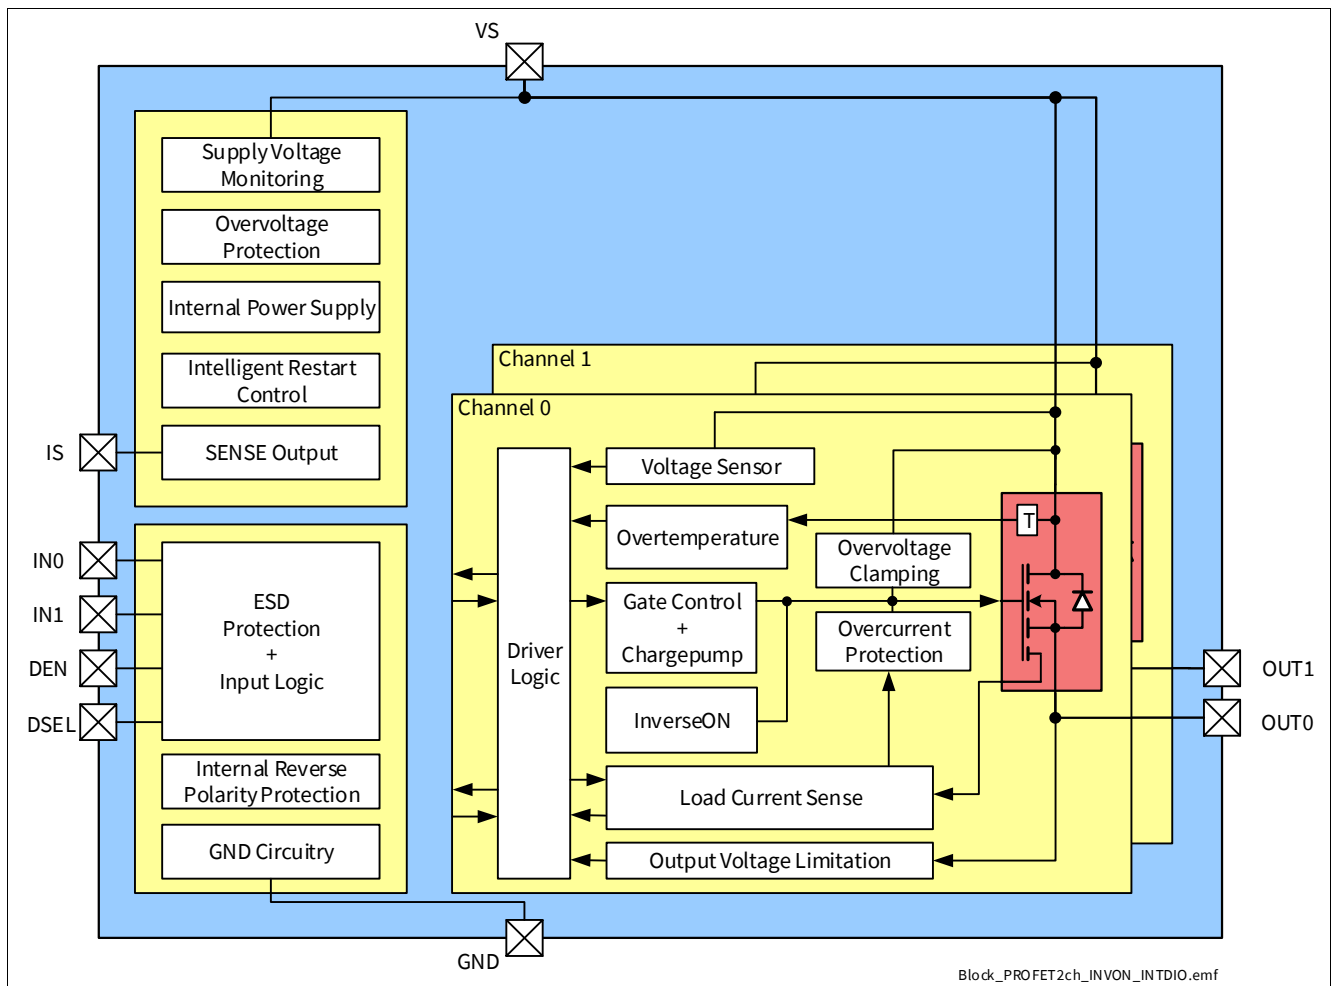 VS
Supply Voltage
Monitoring
Overvoltage
Protection
Internal Power Supply
Intelligent Restart
Control
SENSE Output
IS
IN0
IN1
DEN
DSEL
ESD
Protection
+
Input Logic
Internal Reverse
Polarity Protection
GND Circuitry
GND
Channel 1
Channel 0
Driver
Logic
Voltage Sensor
Overtemperature
T
Overvoltage
Clamping
Gate Control
+
Chargepump
Overcurrent
Protection
InverseON
Load Current Sense
Output Voltage Limitation
OUT1
OUT0
Block_PROFET2ch_INVON_INTDIO.emf